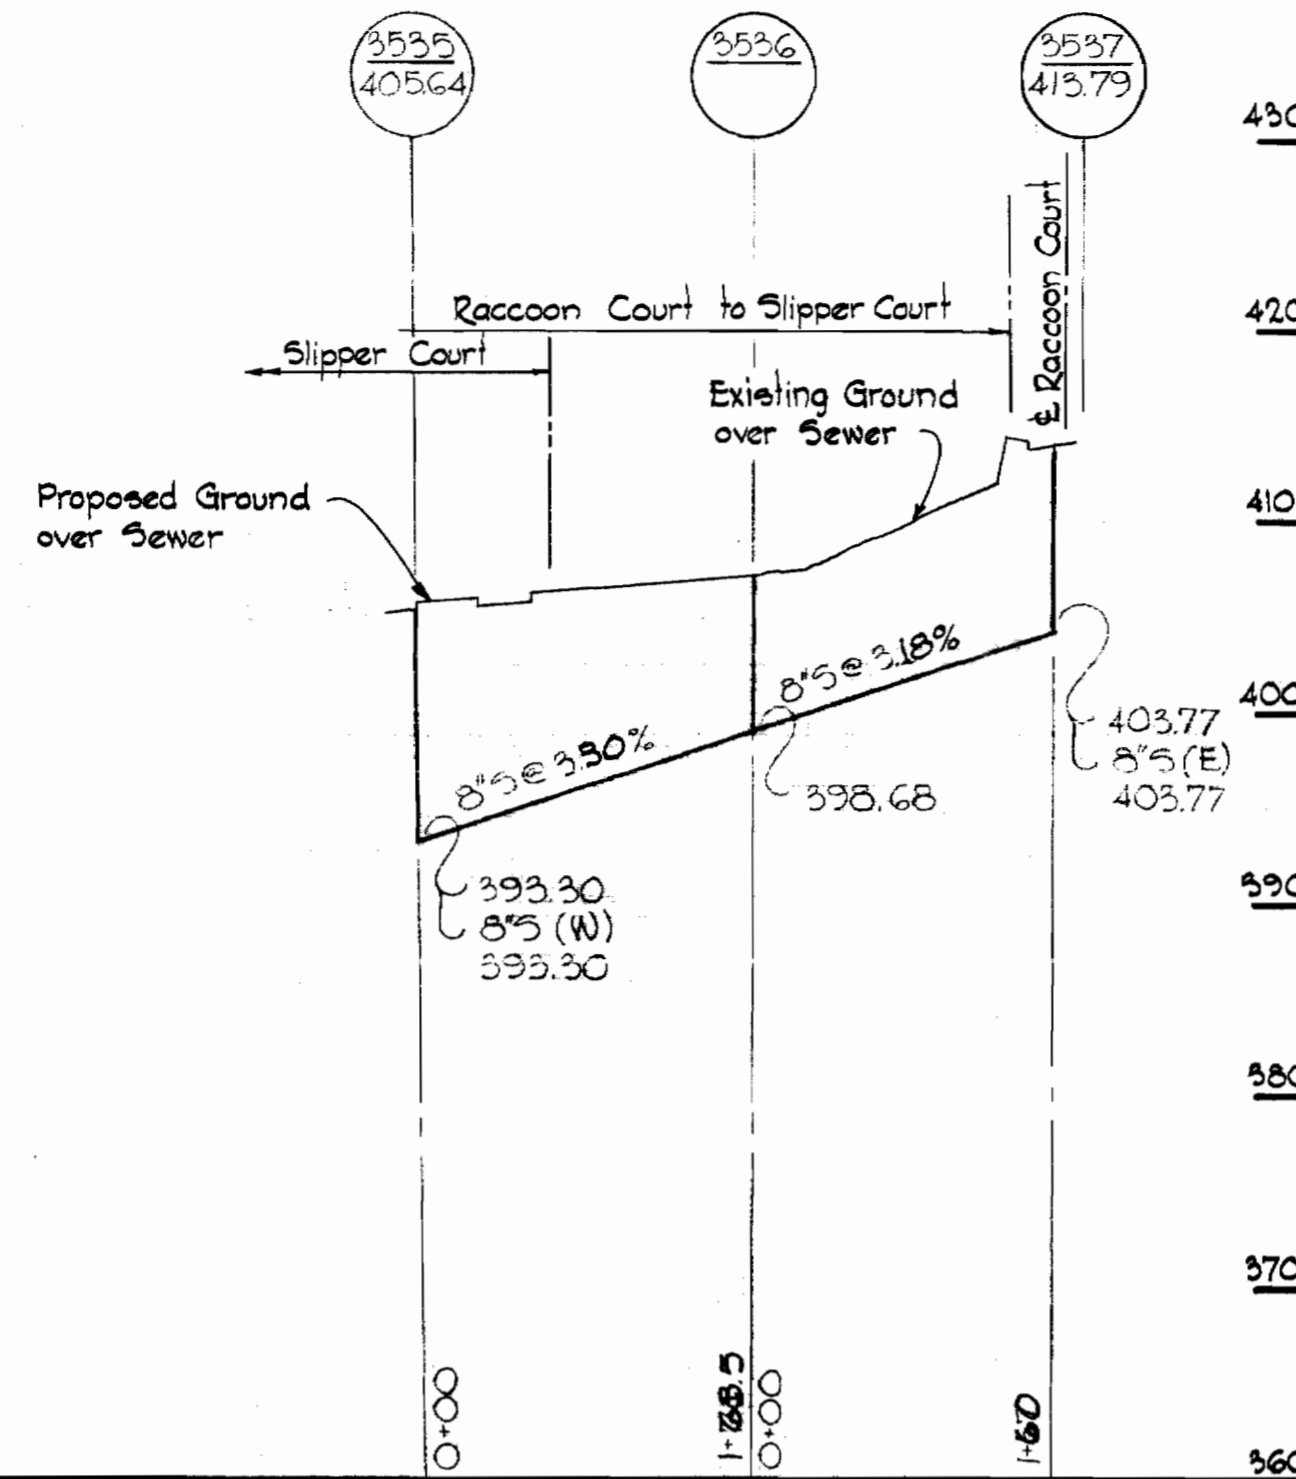 3535
405.64
3536
3537
413.79
430
420
410
400
390
380
370
360
℄ Raccoon Court
Raccoon Court to Slipper Court
Slipper Court
Existing Ground
over Sewer
Proposed Ground
over Sewer
8"S @ 3.18%
8"S @ 3.30%
403.77
8"S (E)
403.77
398.68
393.30
8"S (W)
393.30
0+00
0+00